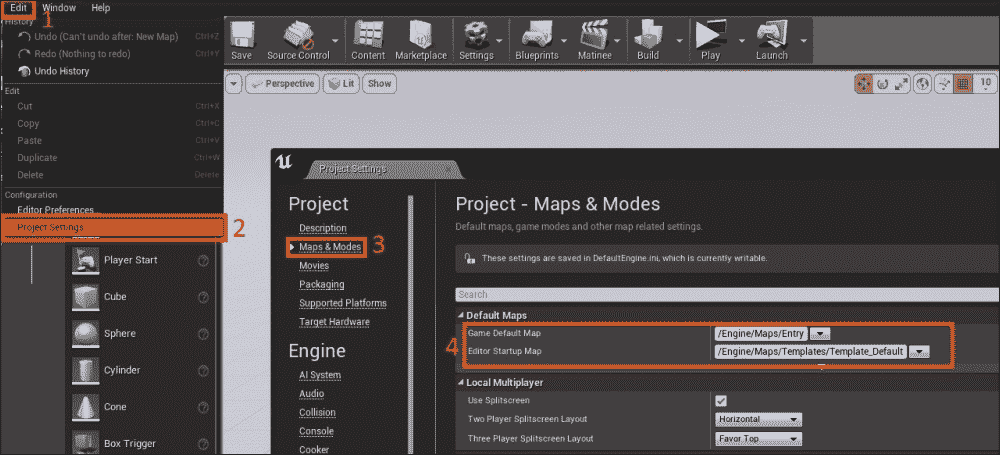 Edit Window Help
1
History
Undo (Can't undo after: New Map) Ctrl+Z
Redo (Nothing to redo) Ctrl+Y
Undo History
Edit
Cut Ctrl+X
Copy Ctrl+C
Paste Ctrl+V
Duplicate Ctrl+W
Delete Delete
Configuration
Editor Preferences...
Project Settings
2
Player Start
Cube
Sphere
Cylinder
Cone
Box Trigger
Save Source Control Content Marketplace Settings Blueprints Matinee Build Play Launch
Perspective Lit Show
10
Project Settings
Project
Description
Maps & Modes
3
Movies
Packaging
Supported Platforms
Target Hardware
Engine
AI System
Audio
Collision
Console
Cooker
Project - Maps & Modes
Default maps, game modes and other map related settings.
These settings are saved in DefaultEngine.ini, which is currently writable.
Search
Default Maps
4
Game Default Map /Engine/Maps/Entry
Editor Startup Map /Engine/Maps/Templates/Template_Default
Local Multiplayer
Use Splitscreen
Two Player Splitscreen Layout Horizontal
Three Player Splitscreen Layout Favor Top